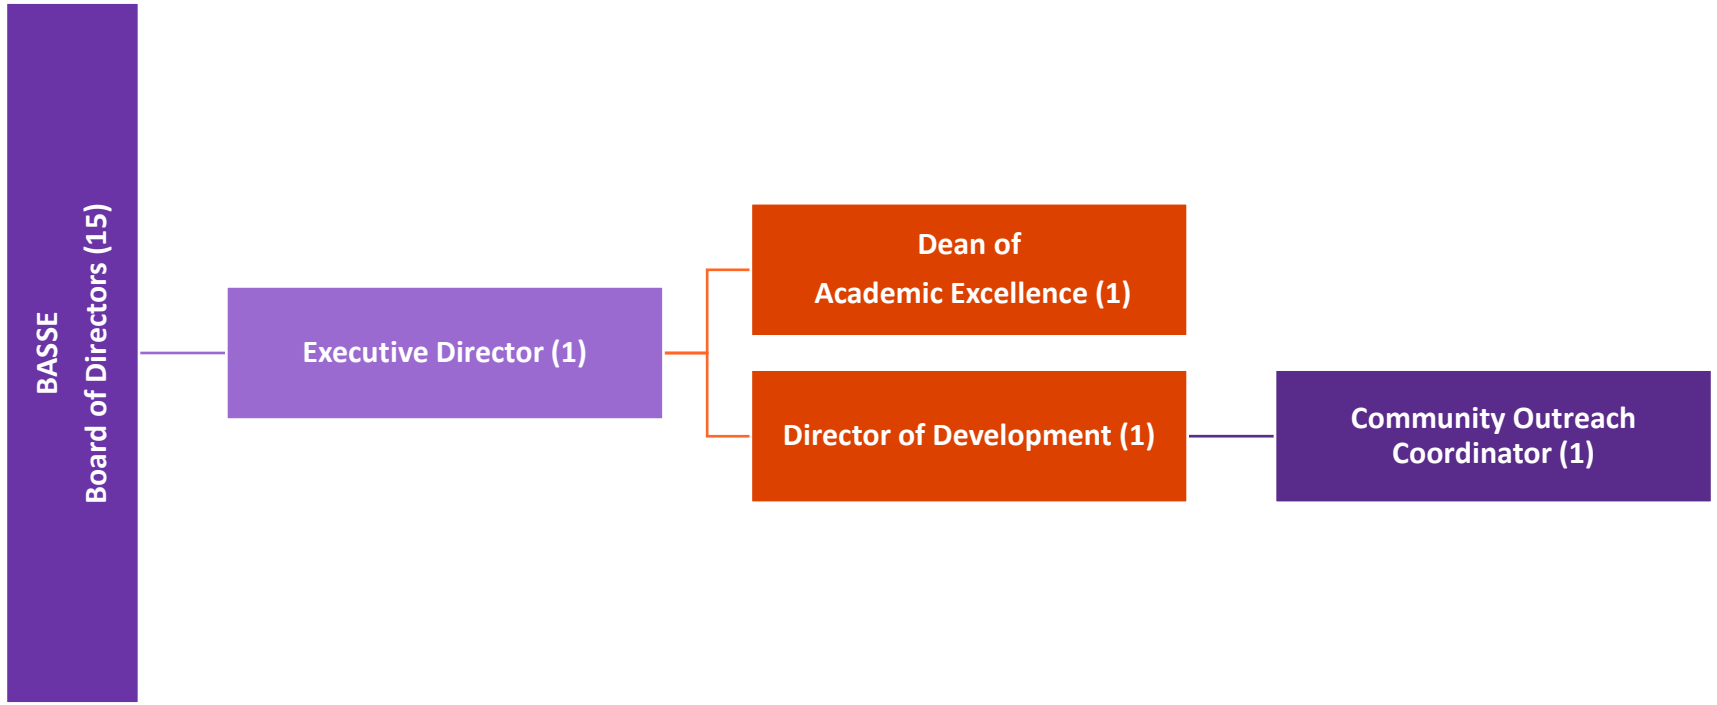 BASSE
Board of Directors (15)
Executive Director (1)
Dean of
Academic Excellence (1)
Director of Development (1)
Community Outreach
Coordinator (1)